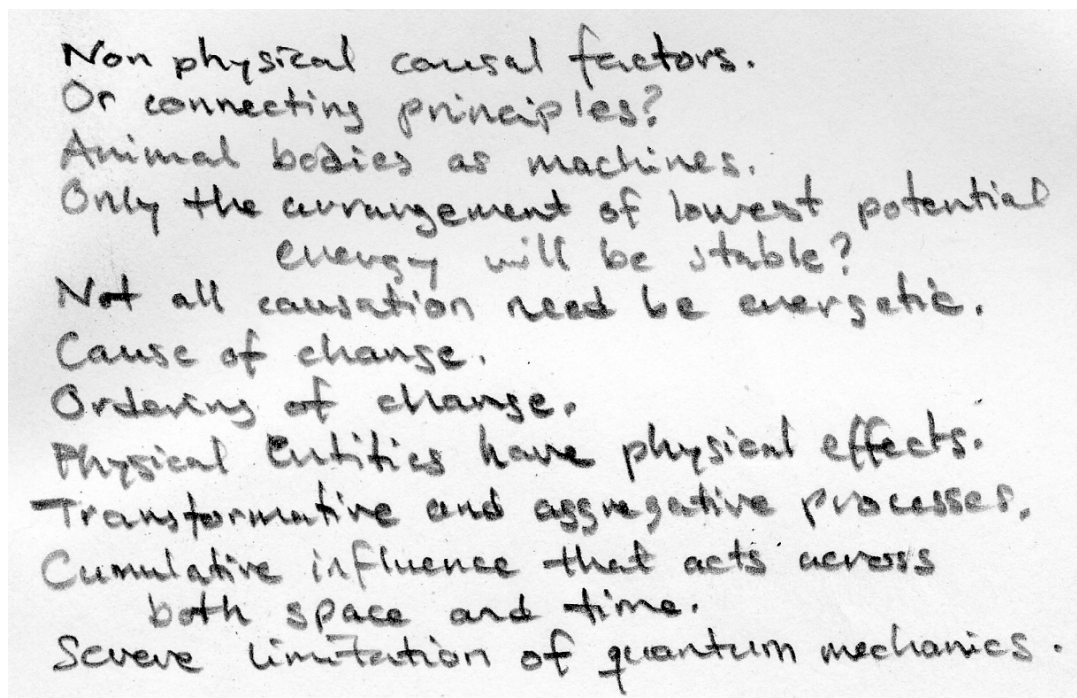 Non physical causal factors.
Or connecting principles?
Animal bodies as machines.
Only the arrangement of lowest potential
energy will be stable?
Not all causation need be energetic.
Cause of change.
Ordering of change.
Physical Entities have physical effects.
Transformative and aggregative processes.
Cumulative influence that acts across
both space and time.
Severe limitation of quantum mechanics.